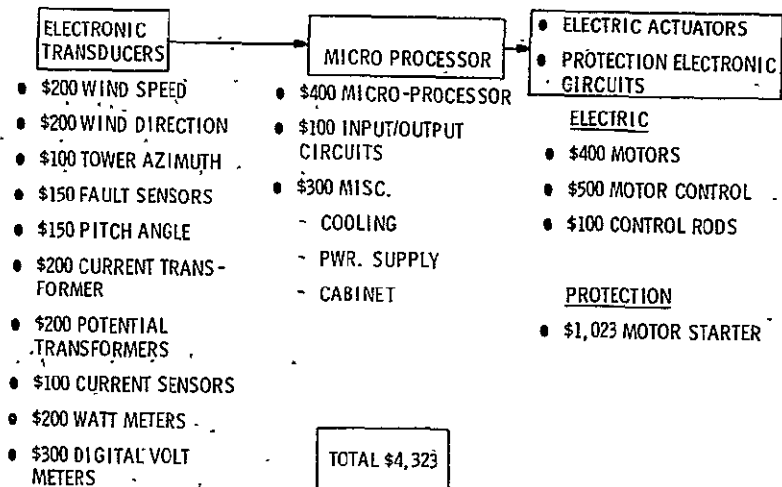 ELECTRONIC
TRANSDUCERS
• $200 WIND SPEED
• $200 WIND DIRECTION
• $100 TOWER AZIMUTH
• $150 FAULT SENSORS
• $150 PITCH ANGLE
• $200 CURRENT TRANS-
FORMER
• $200 POTENTIAL
TRANSFORMERS
• $100 CURRENT SENSORS
• $200 WATT METERS
• $300 DIGITAL VOLT
METERS
MICRO PROCESSOR
• $400 MICRO-PROCESSOR
• $100 INPUT/OUTPUT
CIRCUITS
• $300 MISC.
- COOLING
- PWR. SUPPLY
- CABINET
TOTAL $4,323
• ELECTRIC ACTUATORS
• PROTECTION ELECTRONIC
CIRCUITS
ELECTRIC
• $400 MOTORS
• $500 MOTOR CONTROL
• $100 CONTROL RODS
PROTECTION
• $1,023 MOTOR STARTER